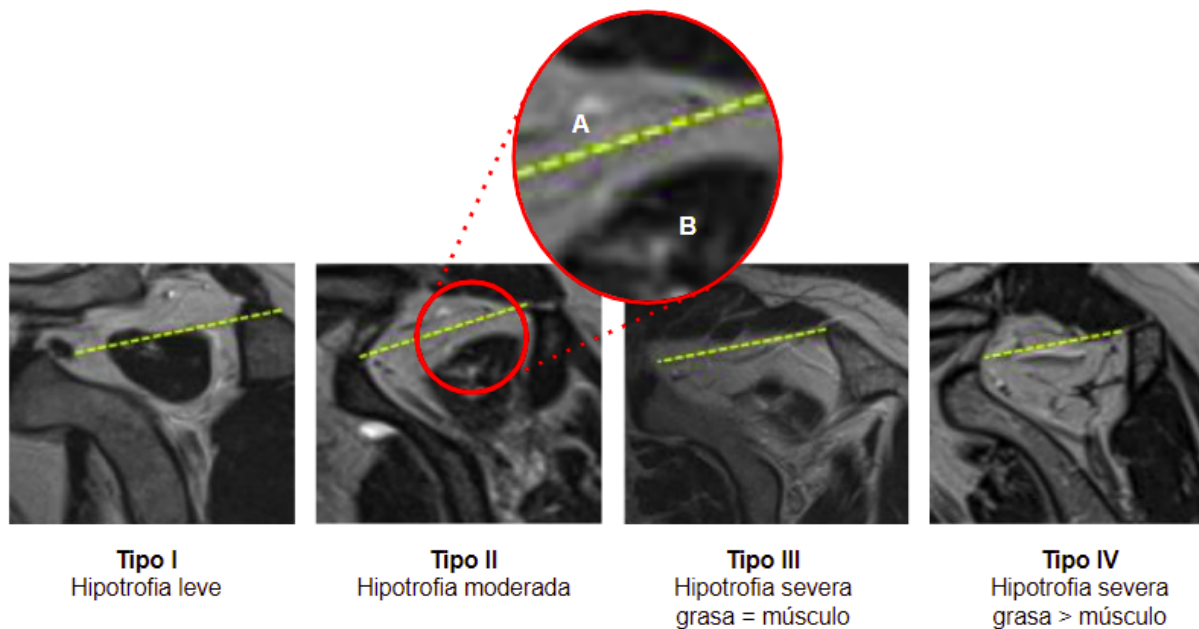 A
B
Tipo I
Hipotrofia leve
Tipo II
Hipotrofia moderada
Tipo III
Hipotrofia severa
grasa = músculo
Tipo IV
Hipotrofia severa
grasa > músculo